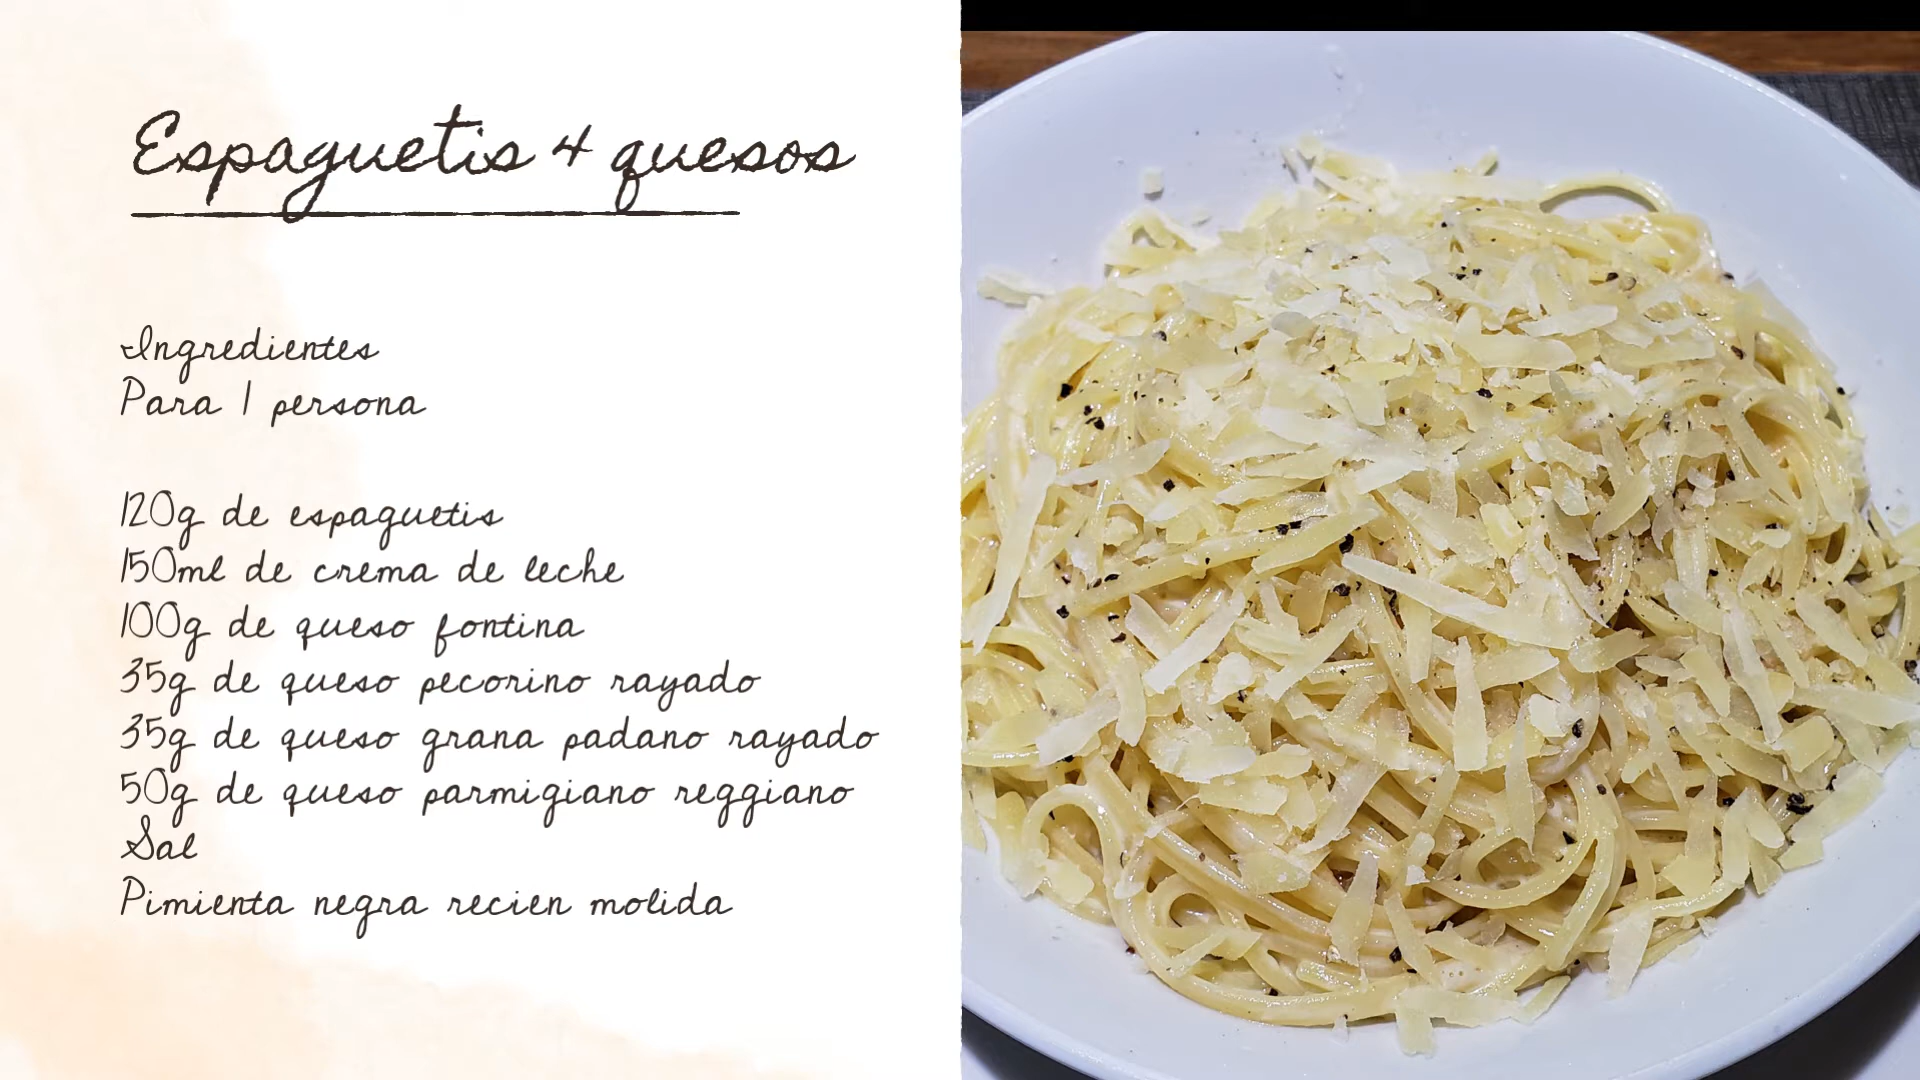 Espaguetis 4 quesos
Ingredientes
Para 1 persona
120g de espaguetis
150ml de crema de leche
100g de queso fontina
35g de queso pecorino rayado
35g de queso grana padano rayado
50g de queso parmigiano reggiano
Sal
Pimienta negra recien molida